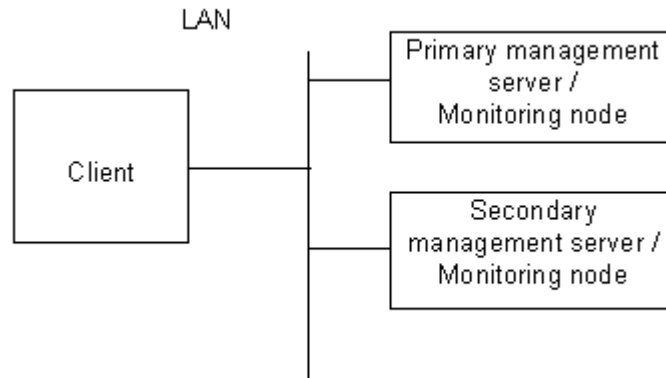 LAN
Primary management
server /
Monitoring node
Client
Secondary
management server /
Monitoring node